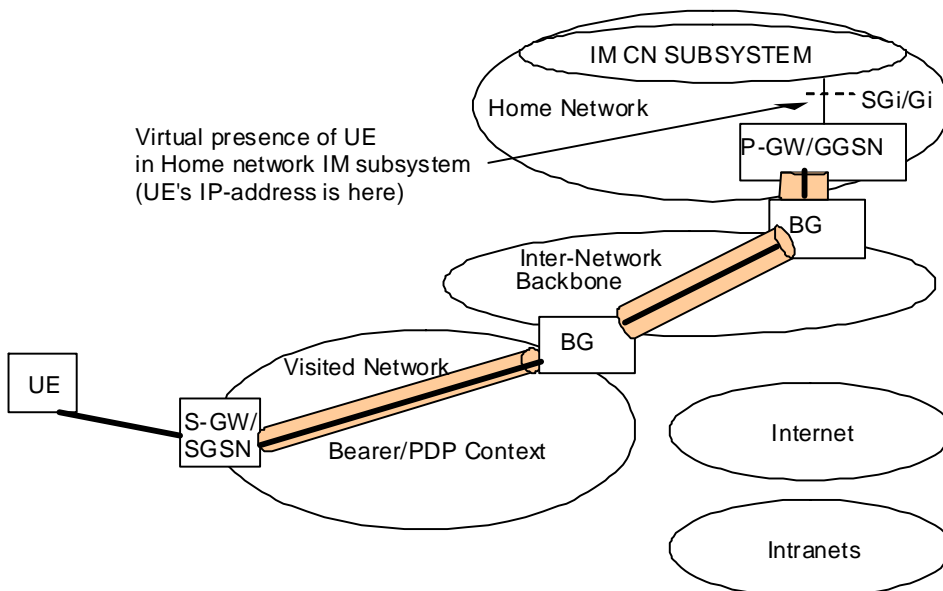 IM CN SUBSYSTEM
SGi/Gi
Home Network
Virtual presence of UE
in Home network IM subsystem
(UE's IP-address is here)
P-GW/GGSN
BG
Inter-Network
Backbone
BG
Visited Network
UE
S-GW/
SGSN
Bearer/PDP Context
Internet
Intranets